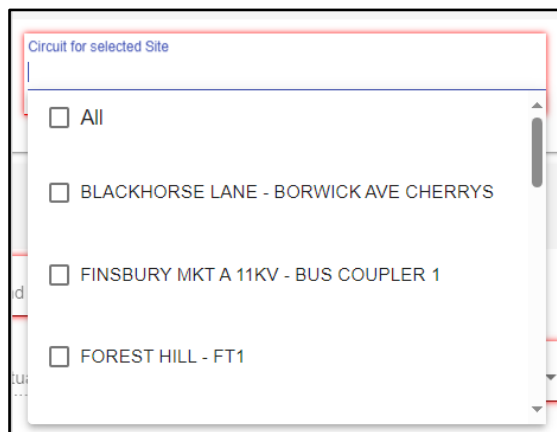 Circuit for selected Site
All
BLACKHORSE LANE - BORWICK AVE CHERRYS
FINSBURY MKT A 11KV - BUS COUPLER 1
FOREST HILL - FT1